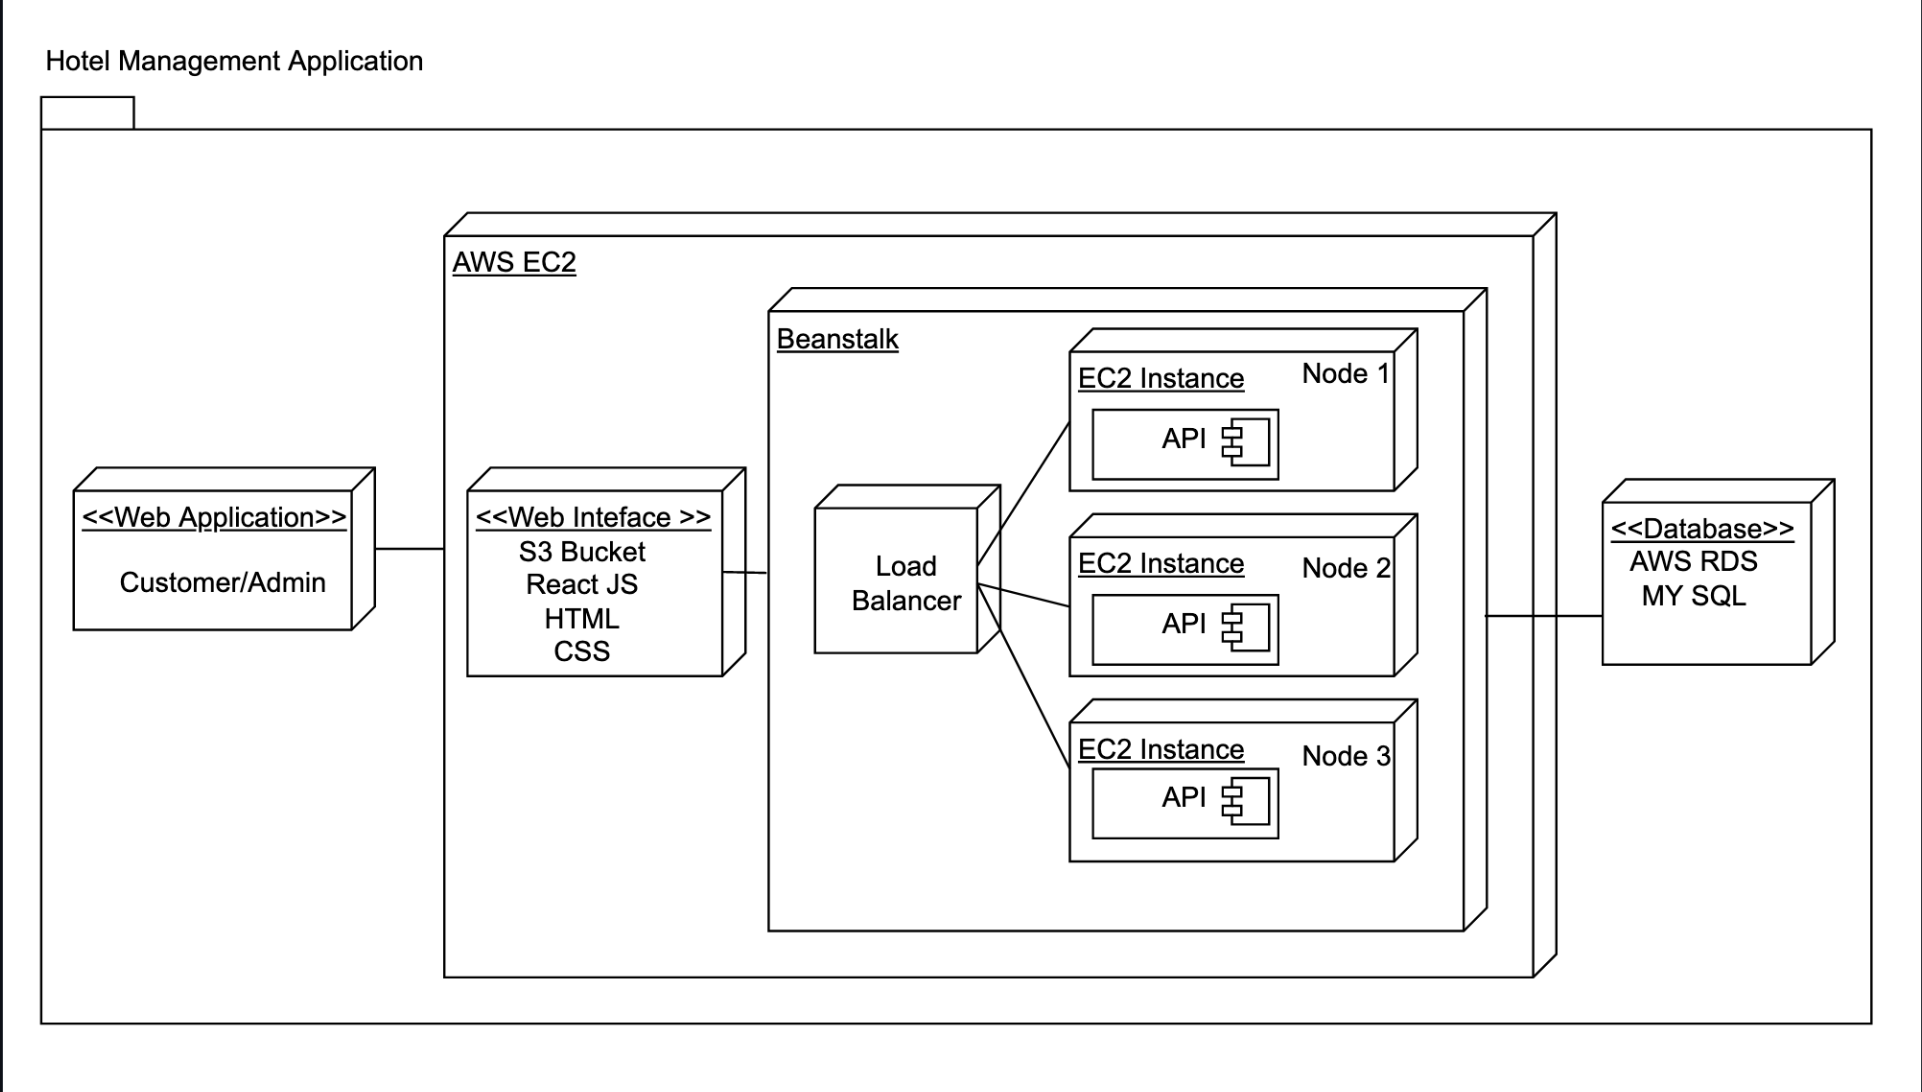 Hotel Management Application
AWS EC2
Beanstalk
EC2 Instance
Node 1
API
<<Web Application>>
Customer/Admin
<<Web Inteface >>
S3 Bucket
React JS
HTML
CSS
Load
Balancer
EC2 Instance
Node 2
API
EC2 Instance
Node 3
API
<<Database>>
AWS RDS
MY SQL